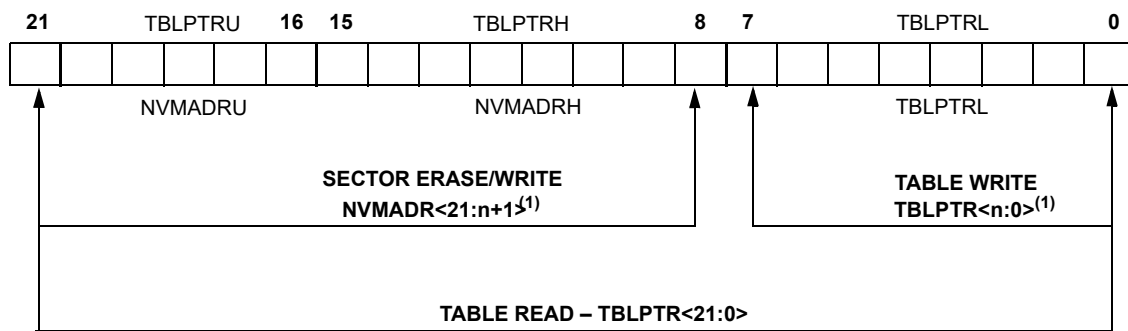 21 TBLPTRU 16 15 TBLPTRH 8 7 TBLPTRL 0
NVMADRU NVMADRH TBLPTRL
SECTOR ERASE/WRITE
NVMADR<21:n+1>(1)
TABLE WRITE
TBLPTR<n:0>(1)
TABLE READ – TBLPTR<21:0>